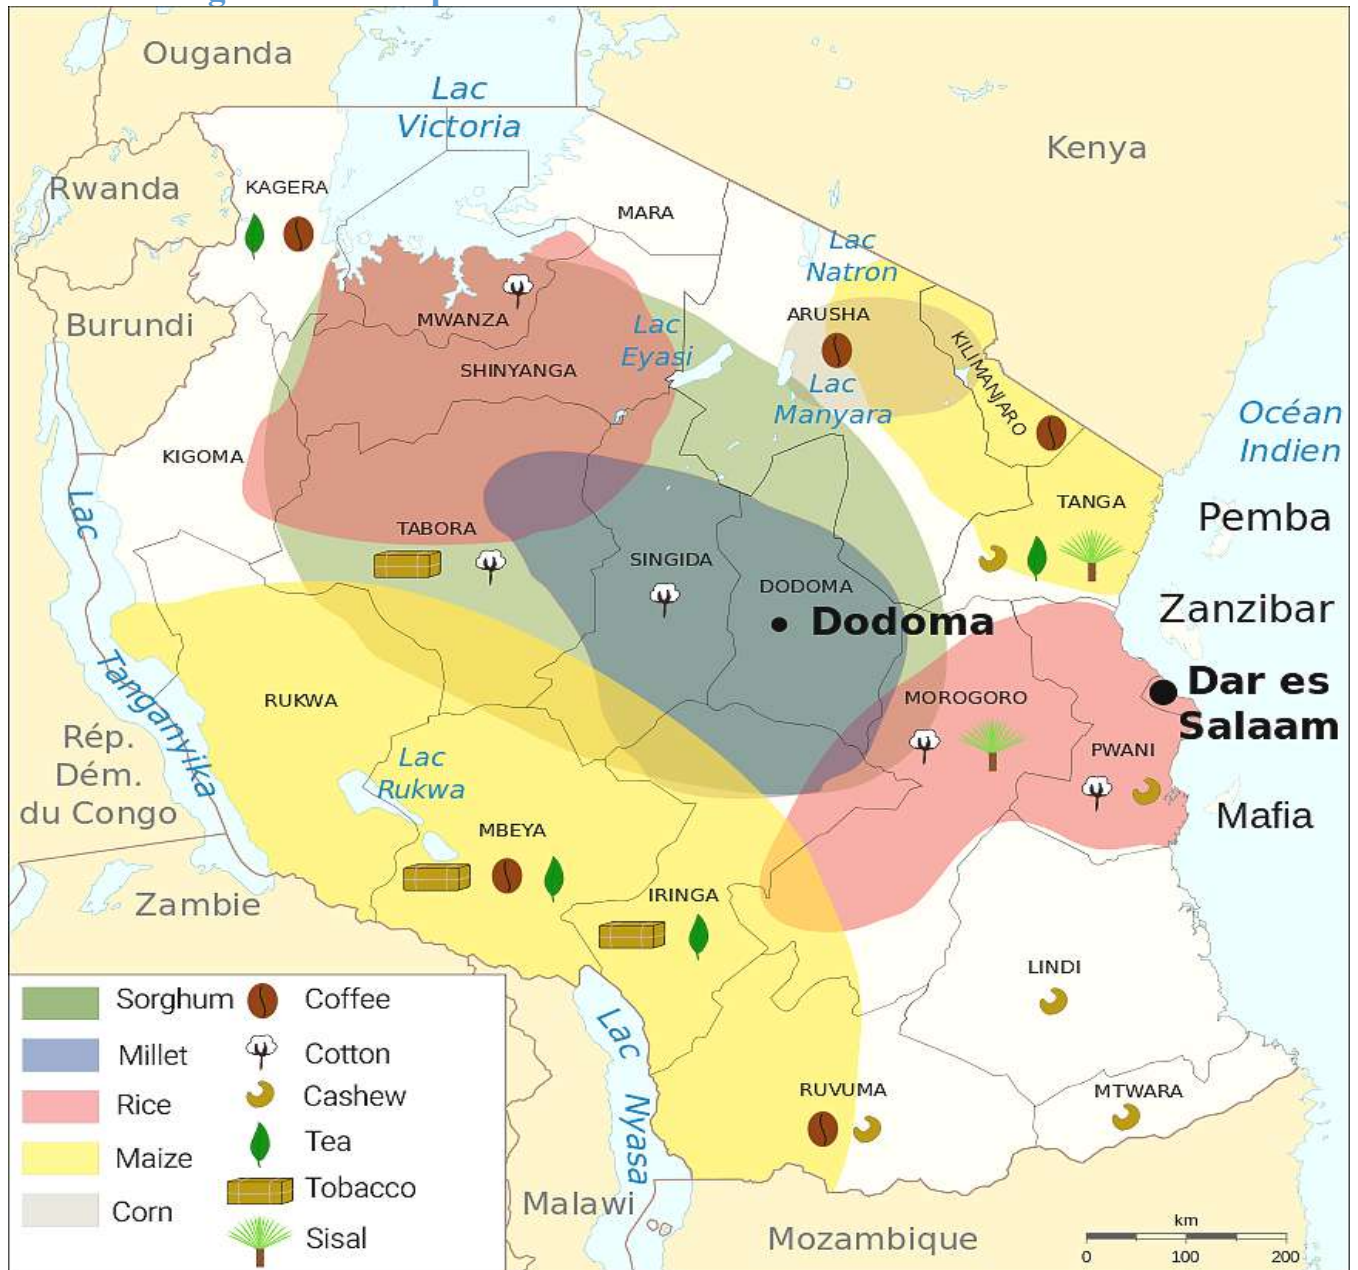 Ouganda
Lac
Victoria
Kenya
Rwanda
KAGERA
MARA
Lac
Natron
Burundi
MWANZA
ARUSHA
Lac
Eyasi
KILIMANJARO
SHINYANGA
Lac
Manyara
Océan
Indien
KIGOMA
Lac
Tanganyika
TANGA
Pemba
TABORA
SINGIDA
DODOMA
Dodoma
Zanzibar
Dar es
Salaam
RUKWA
MOROGORO
PWANI
Rép.
Dém.
du Congo
Lac
Rukwa
Mafia
MBEYA
Zambie
IRINGA
LINDI
Lac
Nyasa
RUVUMA
MTWARA
Malawi
Mozambique
Sorghum
Coffee
Millet
Cotton
Rice
Cashew
Maize
Tea
Corn
Tobacco
Sisal
km
0 100 200